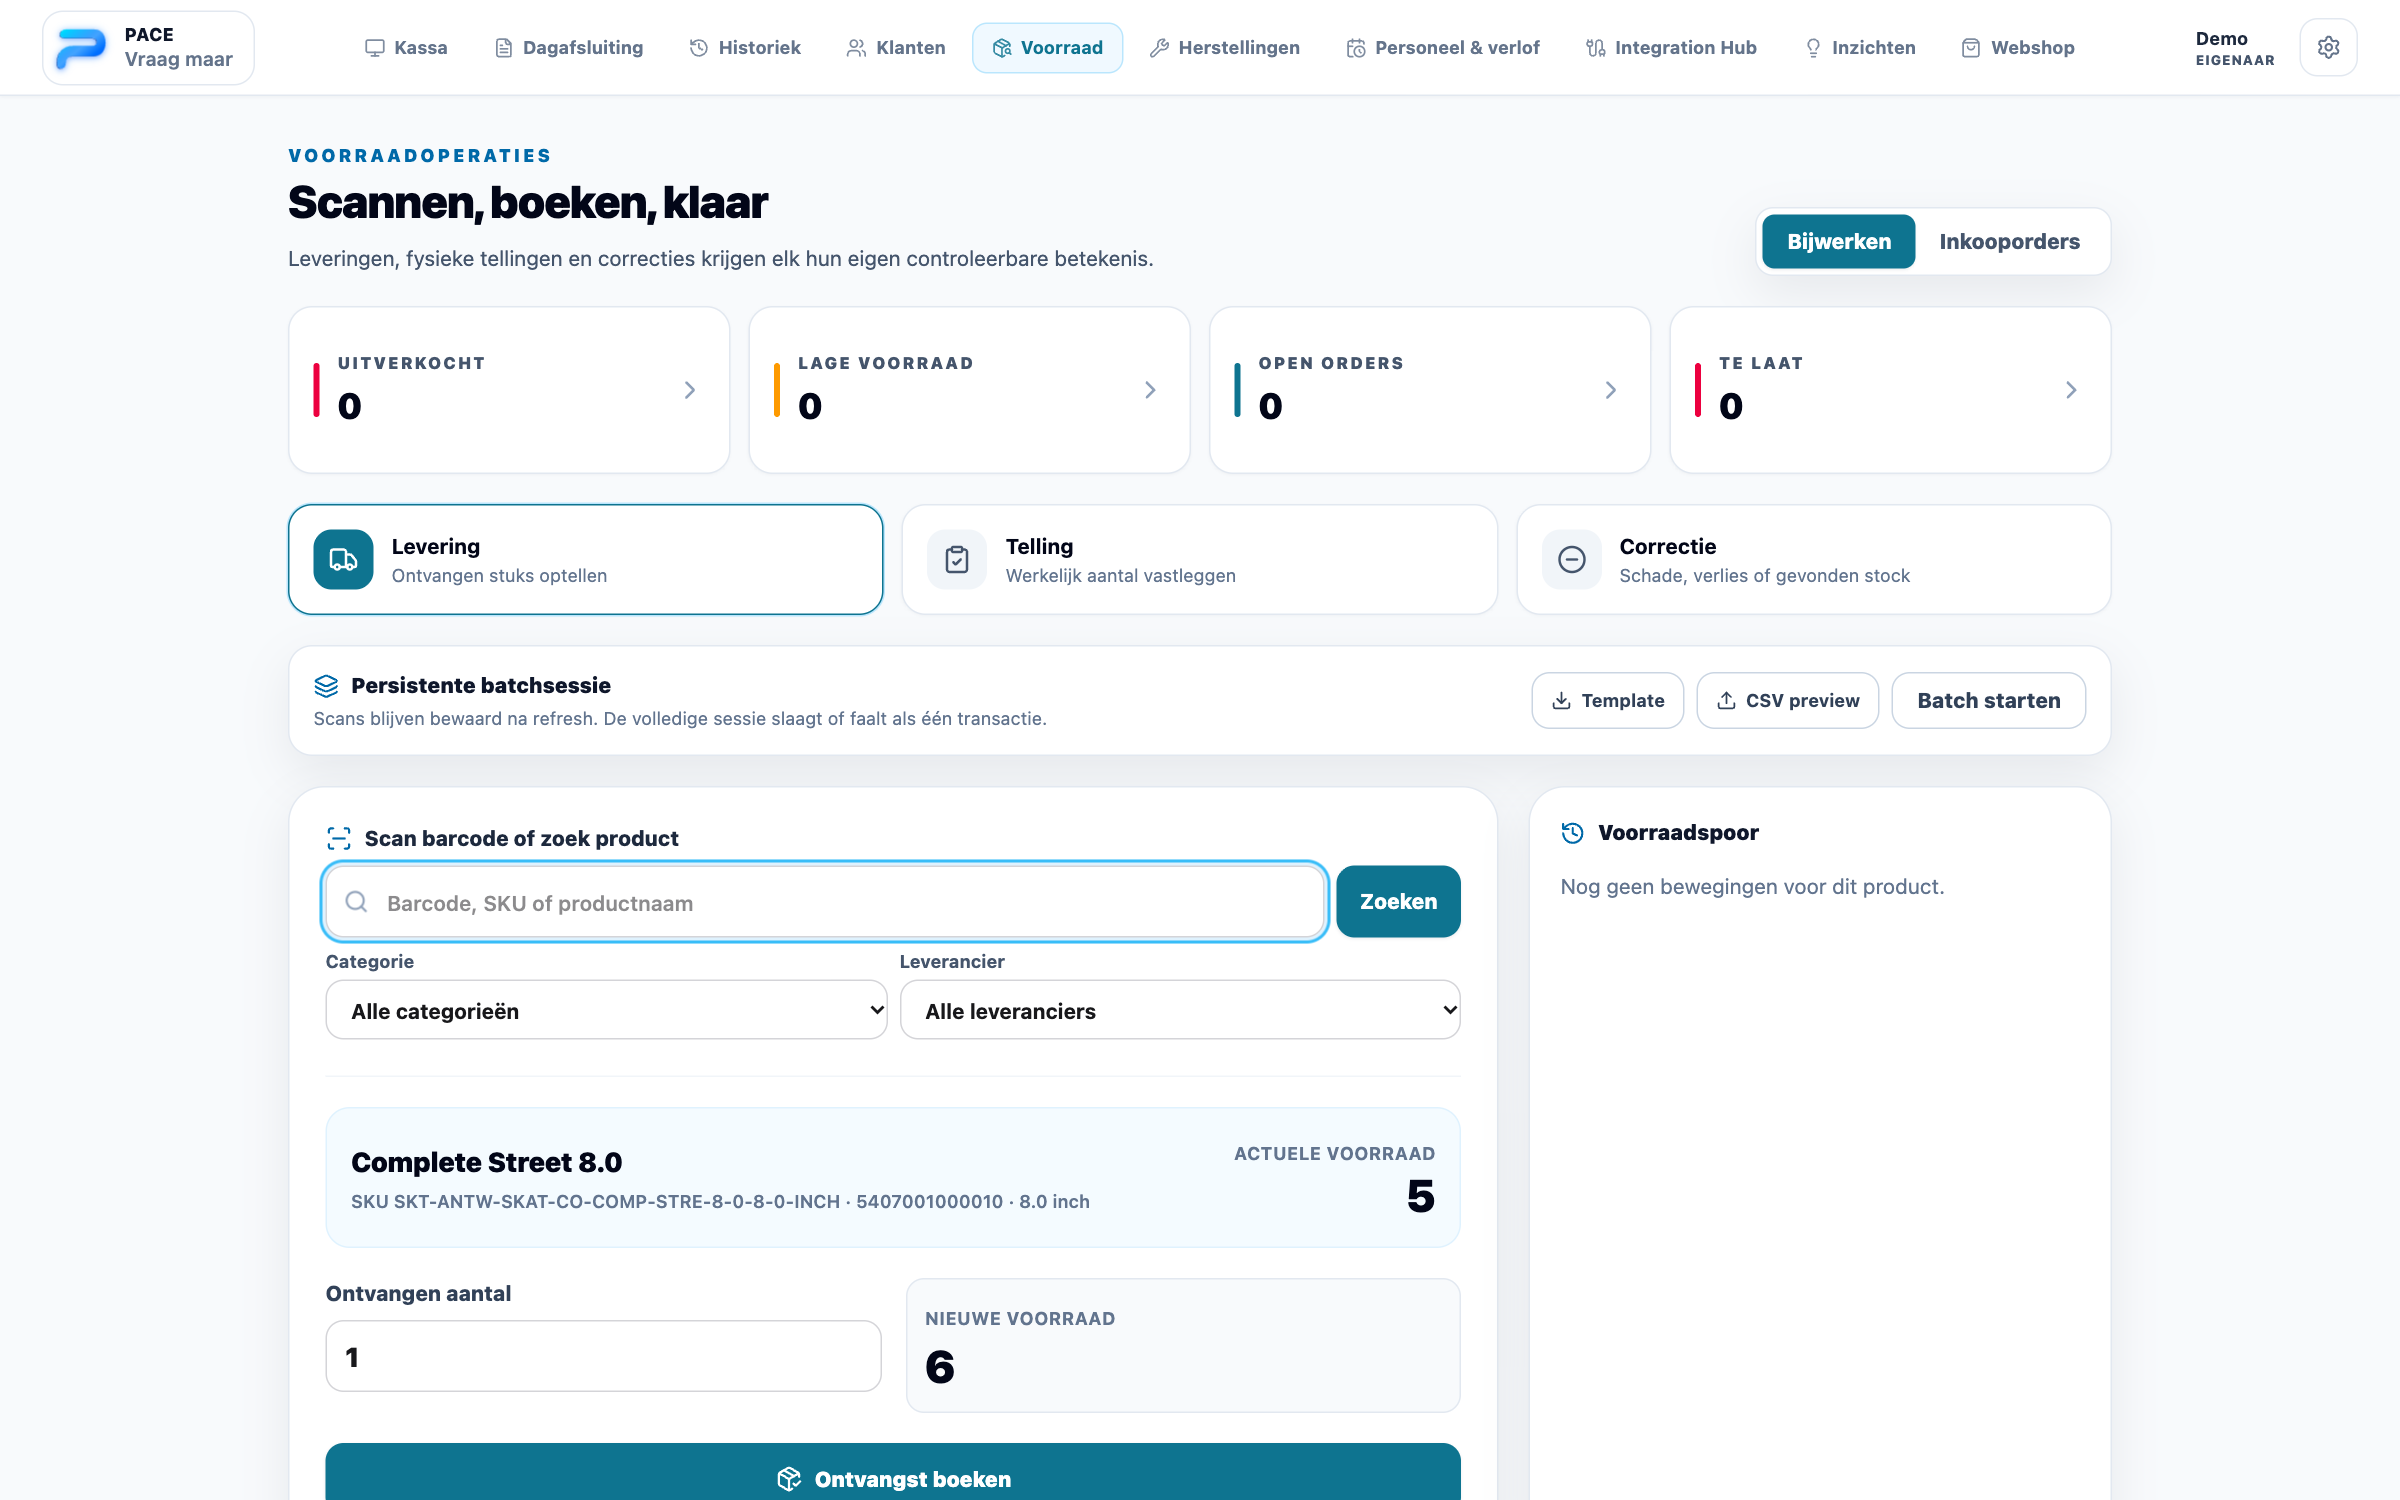 PACE
Vraag maar
Kassa
Dagafsluiting
Historiek
Klanten
Voorraad
Herstellingen
Personeel & verlof
Integration Hub
Inzichten
Webshop
Demo
EIGENAAR
VOORRAADOPERATIES
Scannen, boeken, klaar
Leveringen, fysieke tellingen en correcties krijgen elk hun eigen controleerbare betekenis.
Bijwerken
Inkooporders
UITVERKOCHT
0
LAGE VOORRAAD
0
OPEN ORDERS
0
TE LAAT
0
Levering
Ontvangen stuks optellen
Telling
Werkelijk aantal vastleggen
Correctie
Schade, verlies of gevonden stock
Persistente batchsessie
Scans blijven bewaard na refresh. De volledige sessie slaagt of faalt als één transactie.
Template
CSV preview
Batch starten
Scan barcode of zoek product
Barcode, SKU of productnaam
Zoeken
Categorie
Alle categorieën
Leverancier
Alle leveranciers
Complete Street 8.0
SKU SKT-ANTW-SKAT-CO-COMP-STRE-8-0-8-0-INCH · 5407001000010 · 8.0 inch
ACTUELE VOORRAAD
5
Ontvangen aantal
1
NIEUWE VOORRAAD
6
Ontvangst boeken
Voorraadspoor
Nog geen bewegingen voor dit product.